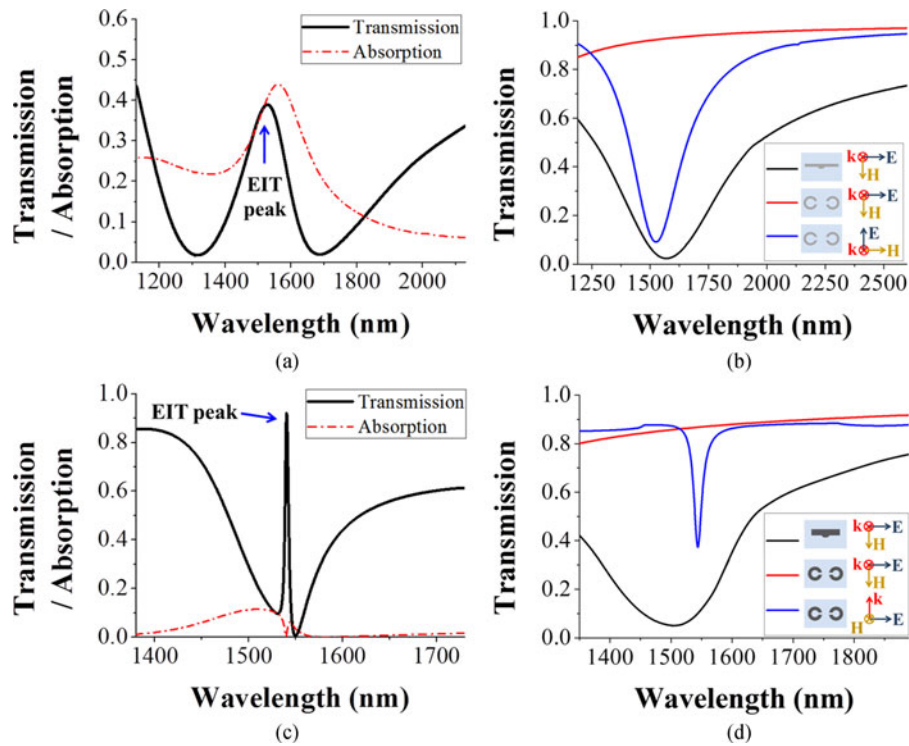 0.6
0.5
0.4
0.3
0.2
0.1
0.0
Transmission
/ Absorption
Transmission
Absorption
EIT
peak
1200 1400 1600 1800 2000
Wavelength (nm)
(a)
1.0
0.8
0.6
0.4
0.2
0.0
Transmission
k E
H
k E
H
E
k H
1250 1500 1750 2000 2250 2500
Wavelength (nm)
(b)
1.0
0.8
0.6
0.4
0.2
0.0
Transmission
/ Absorption
EIT peak
Transmission
Absorption
1400 1500 1600 1700
Wavelength (nm)
(c)
1.0
0.8
0.6
0.4
0.2
0.0
Transmission
k E
H
k E
H
k
H E
1400 1500 1600 1700 1800
Wavelength (nm)
(d)